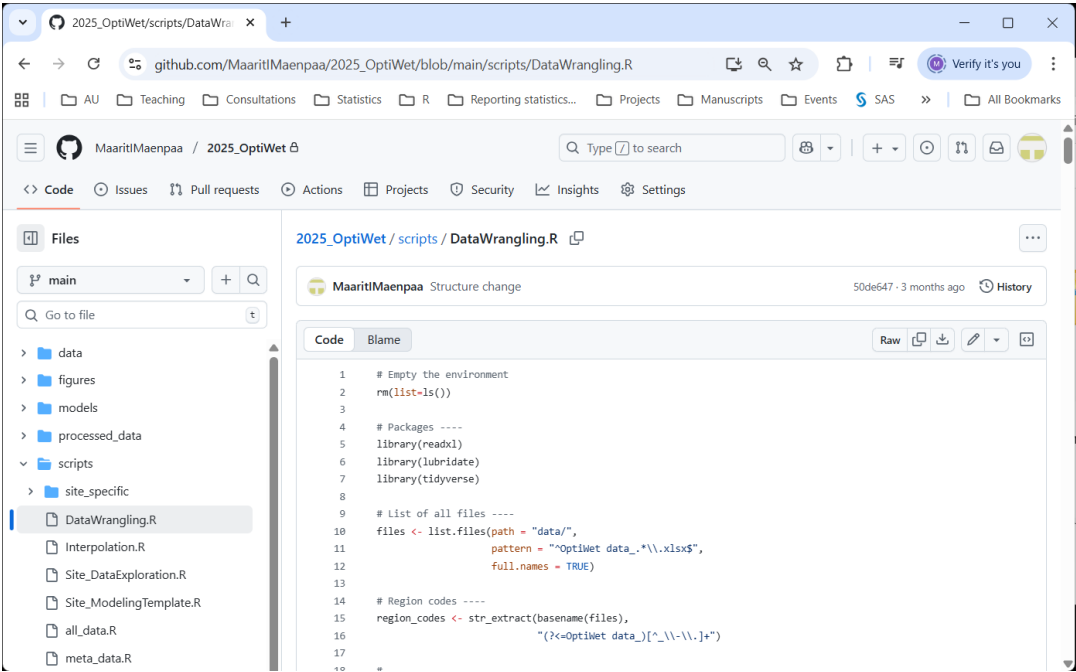 2025_OptiWet/scripts/DataWra
github.com/MaaritIMaenpaa/2025_OptiWet/blob/main/scripts/DataWrangling.R
M Verify it's you
AU Teaching Consultations Statistics R Reporting statistics... Projects Manuscripts Events SAS » All Bookmarks
MaaritIMaenpaa / 2025_OptiWet Type / to search
Code Issues Pull requests Actions Projects Security Insights Settings
Files
main
Go to file t
data
figures
models
processed_data
scripts
site_specific
DataWrangling.R
Interpolation.R
Site_DataExploration.R
Site_ModelingTemplate.R
all_data.R
meta_data.R
2025_OptiWet / scripts / DataWrangling.R
MaaritIMaenpaa Structure change 50de647 · 3 months ago History
Code Blame Raw
1 # Empty the environment
2 rm(list=ls())
3
4 # Packages ----
5 library(readxl)
6 library(lubridate)
7 library(tidyverse)
8
9 # List of all files ----
10 files <- list.files(path = "data/",
11 pattern = "^OptiWet data_.*\\.xlsx$",
12 full.names = TRUE)
13
14 # Region codes ----
15 region_codes <- str_extract(basename(files),
16 "(?<=OptiWet data_)[^_\\-\\.]+")
17
18 #